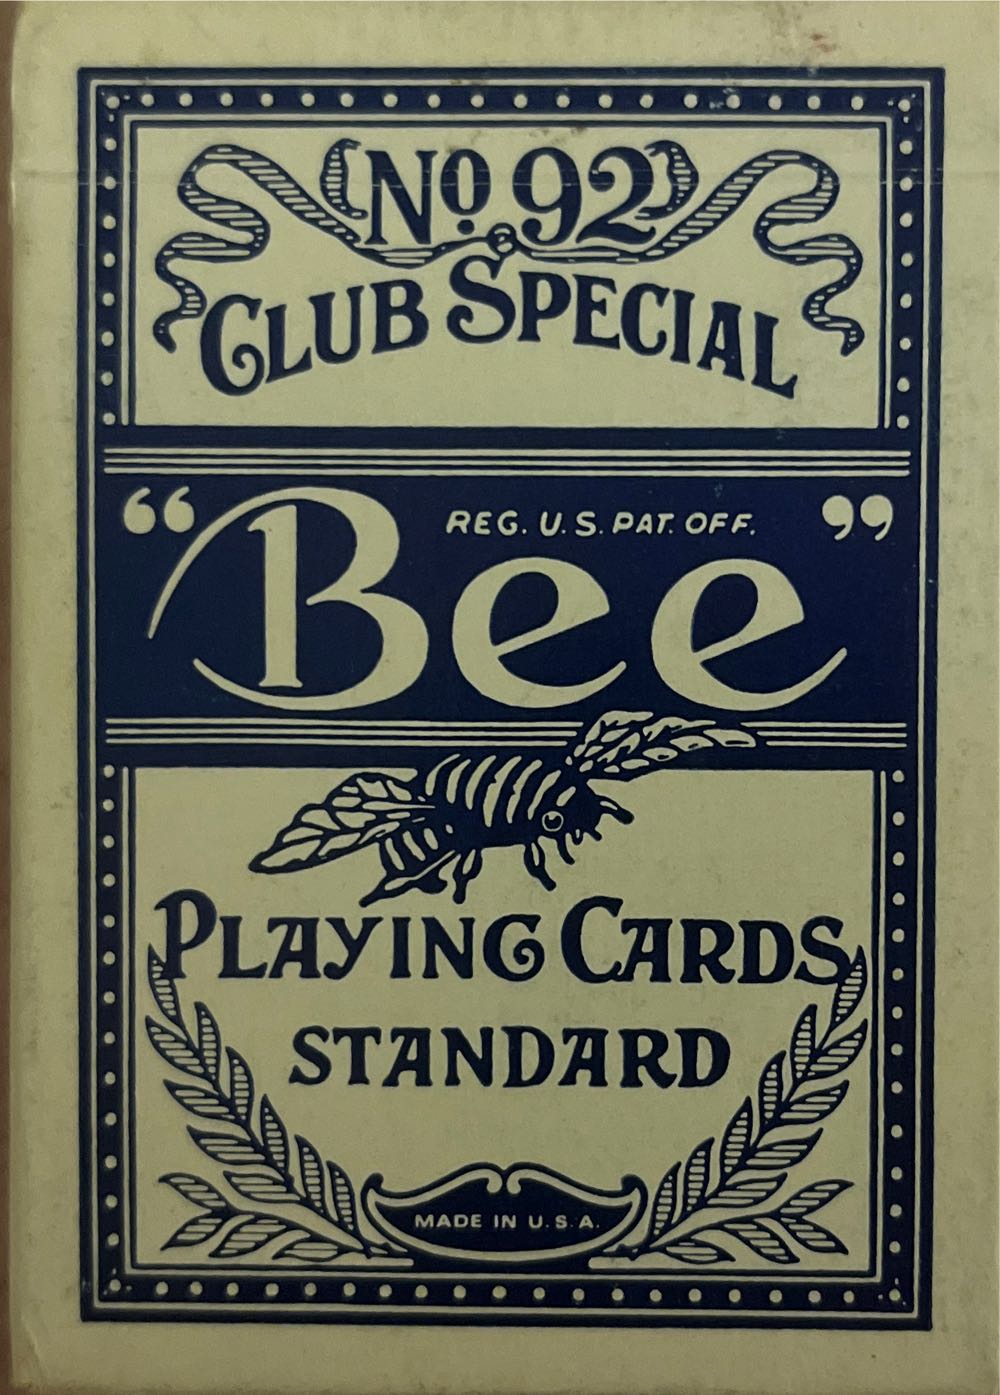 No 92
CLUB SPECIAL
“Bee”
REG. U. S. PAT. OFF.
PLAYING CARDS
STANDARD
MADE IN U. S. A.